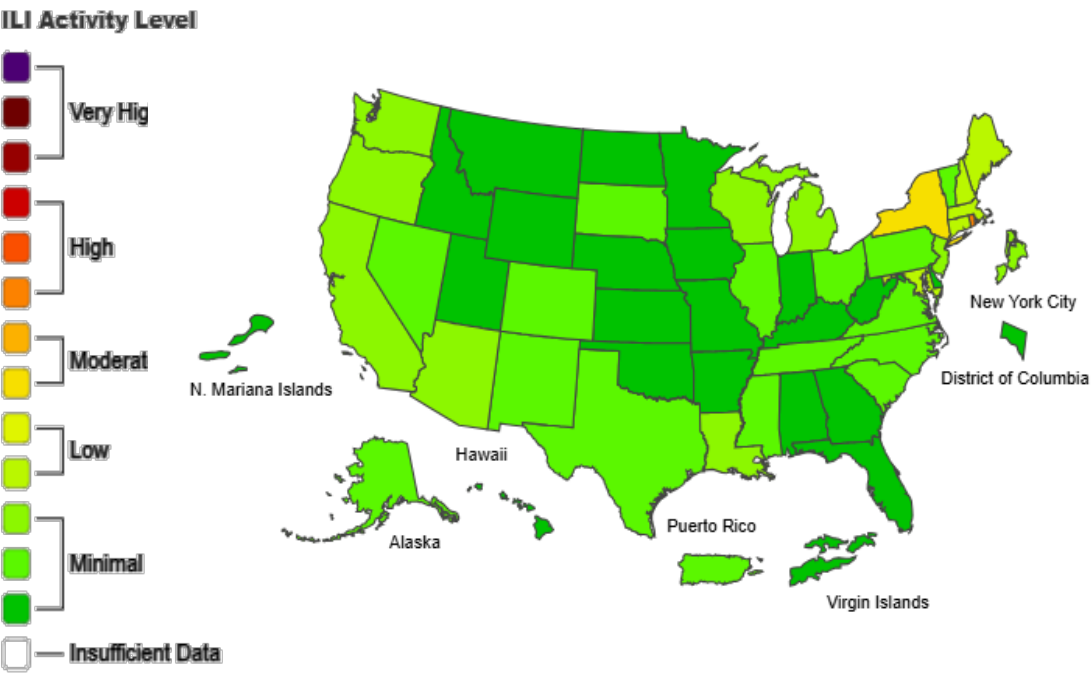 ILI Activity Level
Very Hig
High
Moderat
Low
Minimal
Insufficient Data
N. Mariana Islands
Hawaii
Alaska
Puerto Rico
Virgin Islands
New York City
District of Columbia